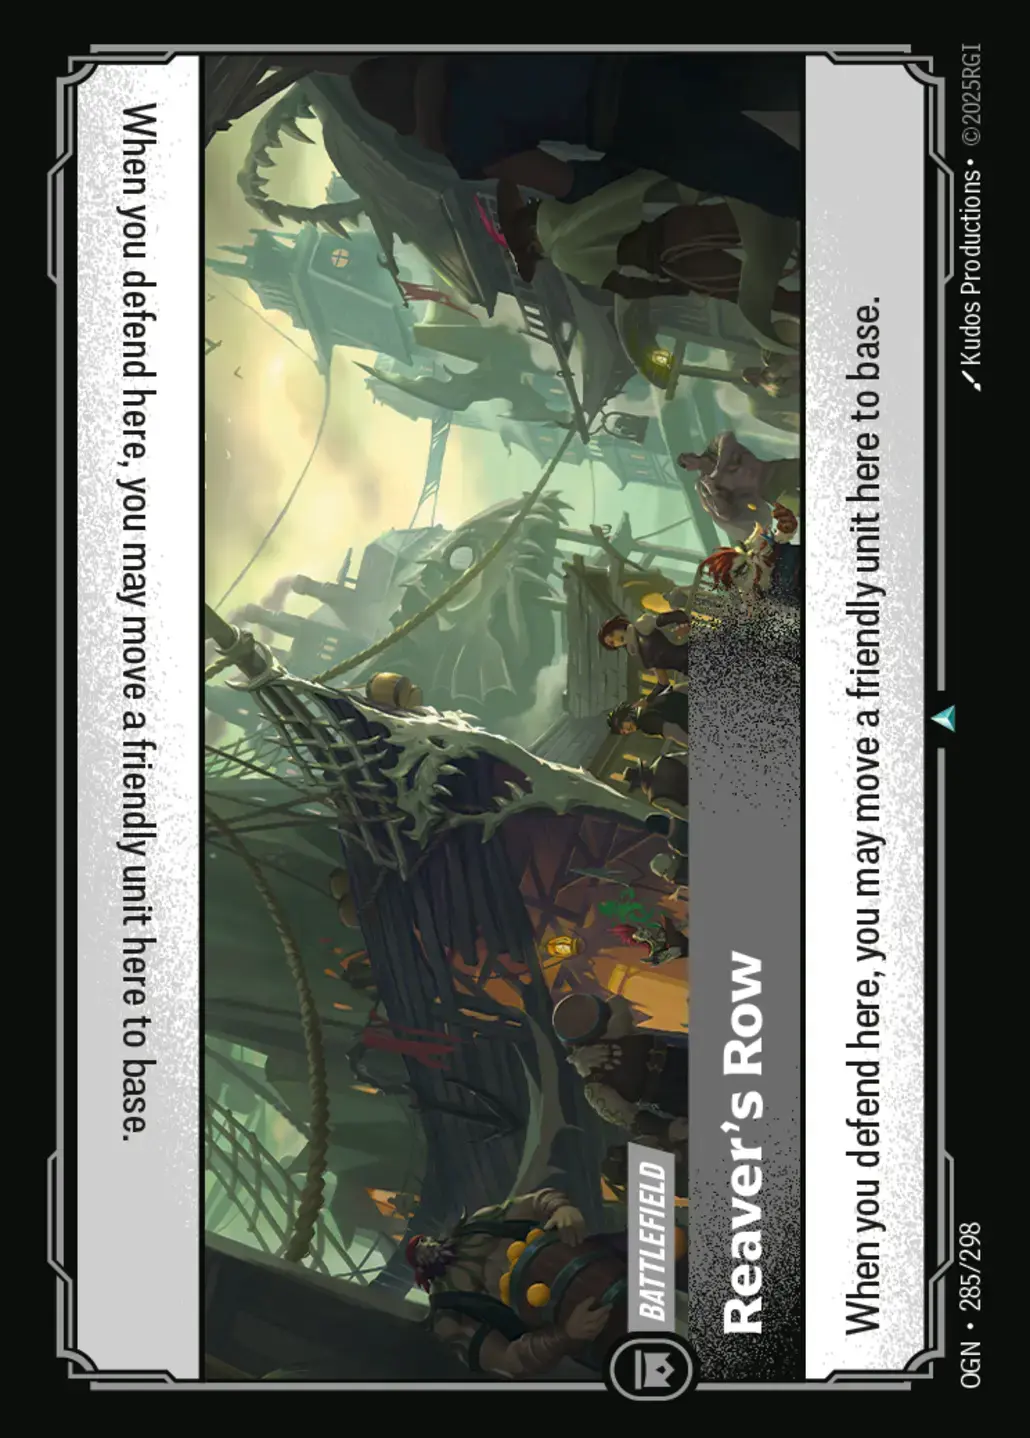 When you defend here, you may move a friendly unit here to base.
BATTLEFIELD
Reaver's Row
When you defend here, you may move a friendly unit here to base.
OGN • 285/298
Kudos Productions • ©2025RGI